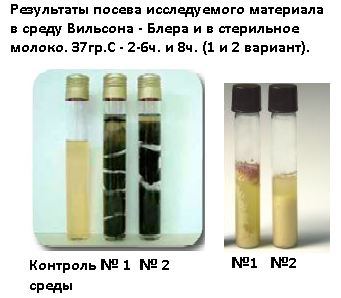 Результаты посева исследуемого материала
в среду Вильсона - Блера и в стерильное
молоко. 37гр.С - 2-6ч. и 8ч. (1 и 2 вариант).
Контроль № 1 № 2
среды
№1 №2